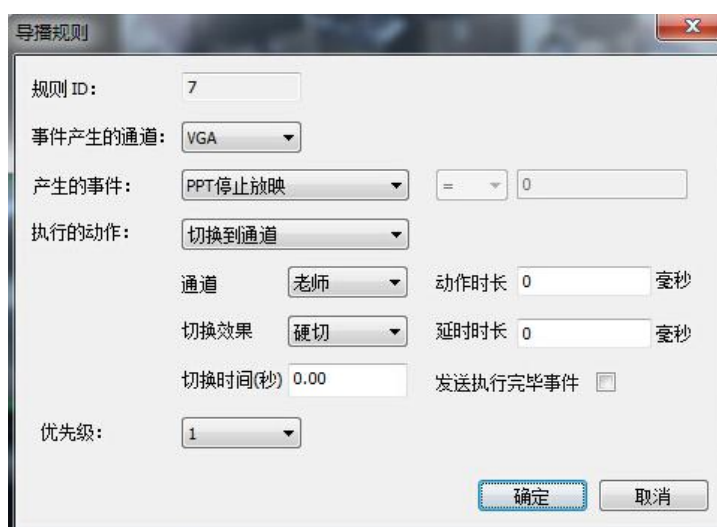 导播规则
规则 ID： 7
事件产生的通道： VGA
产生的事件： PPT停止放映 = 0
执行的动作： 切换到通道
通道 老师 动作时长 0 毫秒
切换效果 硬切 延时时长 0 毫秒
切换时间(秒) 0.00 发送执行完毕事件
优先级： 1
确定 取消